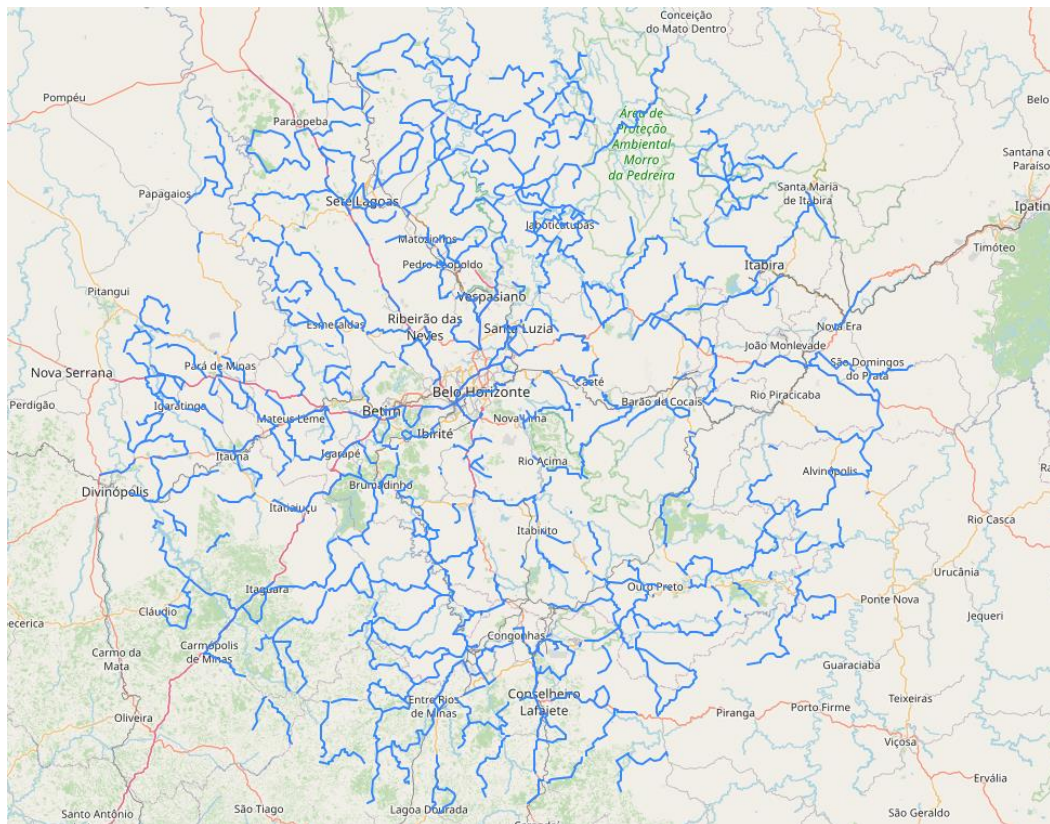 Conceição
do Mato Dentro
Pompéu
Belo
Paraopeba
Área de
Proteção
Ambiental
Morro
da Pedreira
Santana d
Paraíso
Papagaios
Santa Maria
de Itabira
Sete Lagoas
Ipatin
Jaboticatubas
Matozinhos
Timóteo
Pedro Leopoldo
Itabira
Pitangui
Vespasiano
Ribeirão das
Neves
Esmeraldas
Santa Luzia
Nova Era
João Monlevade
Pará de Minas
São Domingos
do Prata
Nova Serrana
Caeté
Belo Horizonte
Rio Piracicaba
Barão de Cocais
Perdigão
Igaratinga
Betim
Mateus Leme
Nova Lima
Ibirité
Itaúna
Igarapé
Rio Acima
Ra
Alvinópolis
Divinópolis
Brumadinho
Itatiaiuçu
Rio Casca
Itabirito
Urucânia
Ouro Preto
Itaguara
Ponte Nova
Cláudio
ecerica
Jequeri
Congonhas
Carmópolis
de Minas
Carmo da
Mata
Guaraciaba
Conselheiro
Lafaiete
Entre Rios
de Minas
Teixeiras
Piranga
Porto Firme
Oliveira
Viçosa
Ervália
São Tiago
Lagoa Dourada
Santo Antônio
São Geraldo